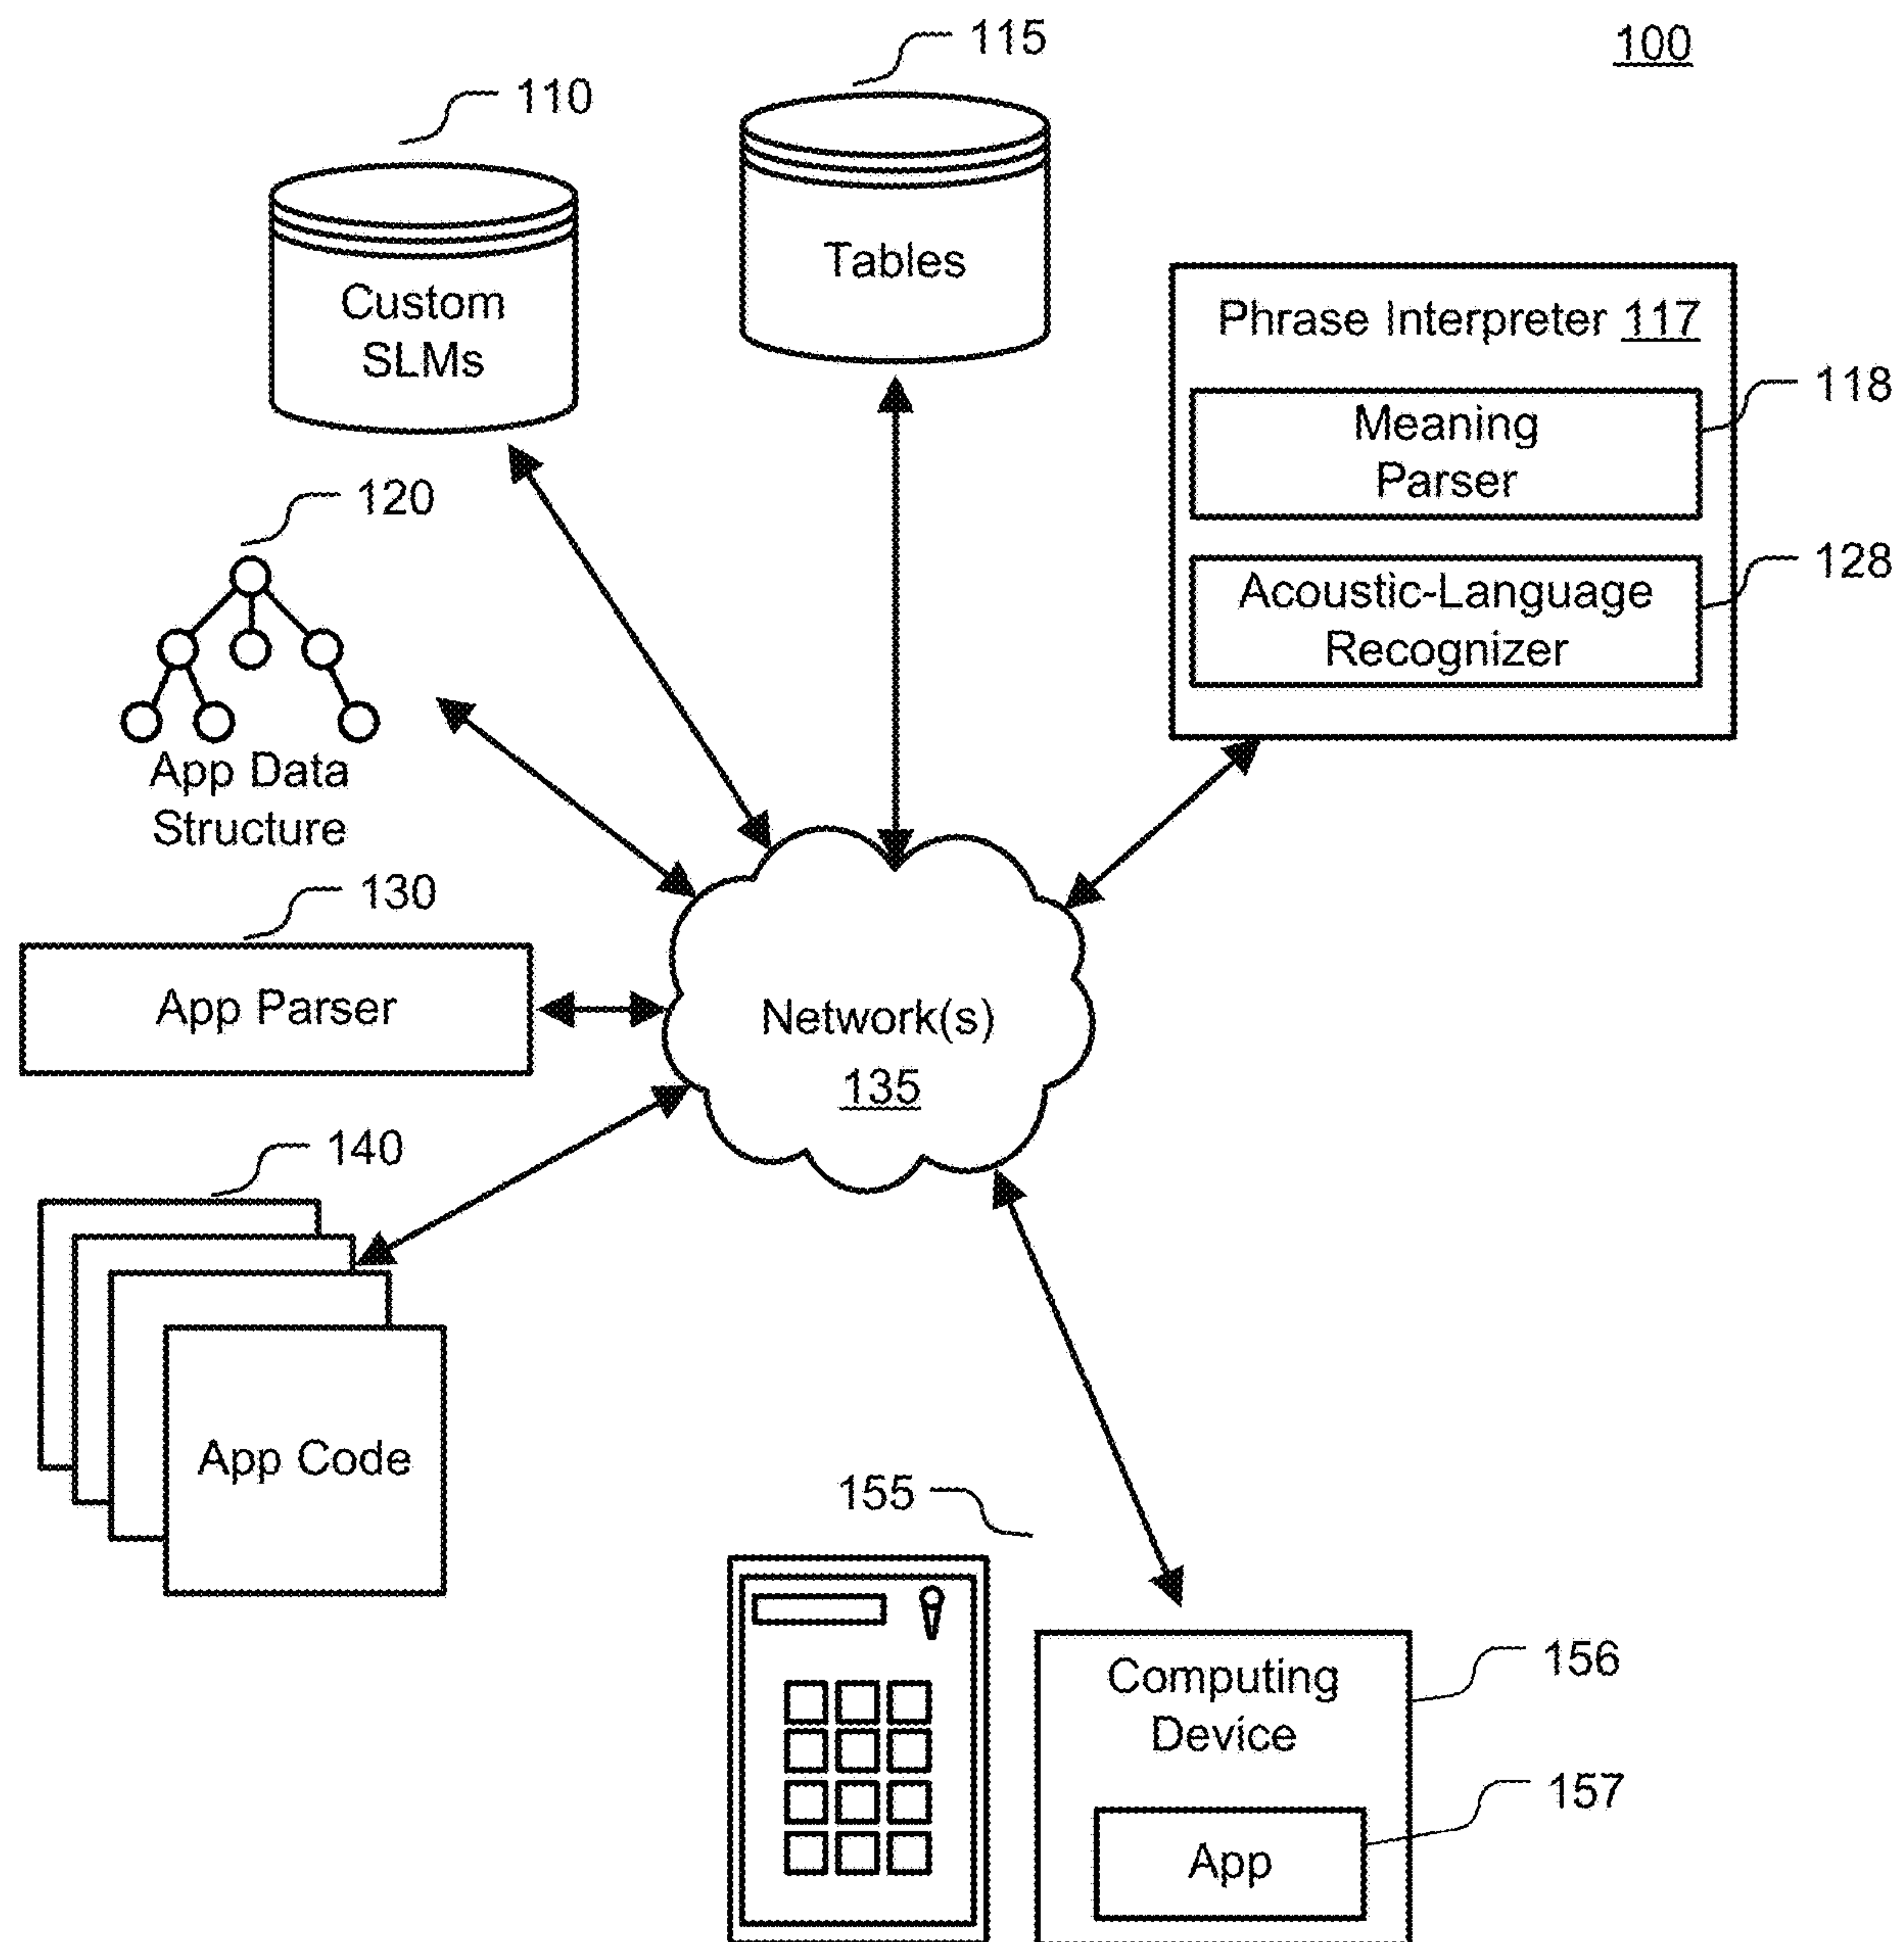 100
115
110
Tables
Custom
SLMs
Phrase Interpreter 117
118
Meaning
Parser
120
128
Acoustic-Language
Recognizer
App Data
Structure
130
App Parser
Network(s)
135
140
App Code
155
156
Computing
Device
157
App